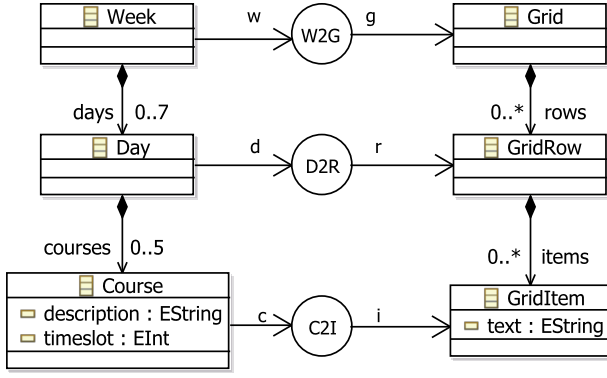 Week w W2G g Grid
days 0..7 0..* rows
Day d D2R r GridRow
courses 0..5 0..* items
Course GridItem
description : EString c C2I i text : EString
timeslot : EInt